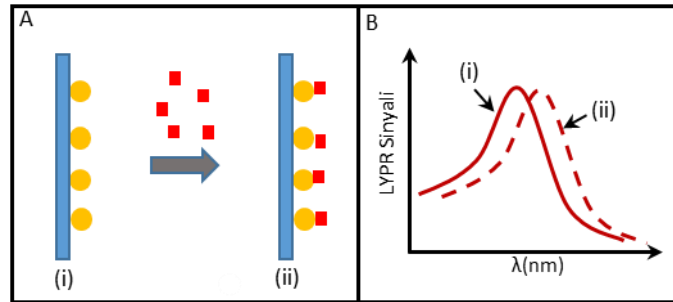 A
(i)
(ii)
B
LYPR Sinyali
(i)
(ii)
λ(nm)